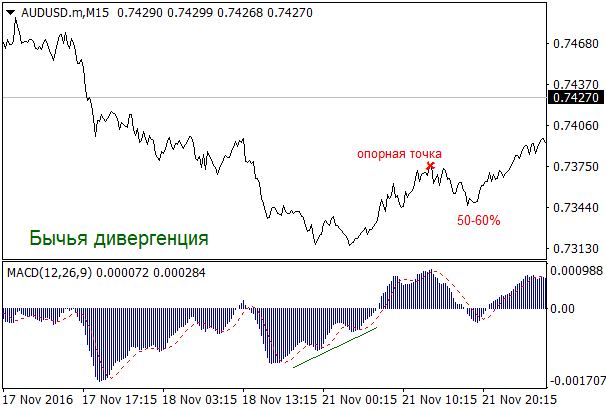 AUDUSD.m,M15 0.74290 0.74299 0.74268 0.74270
0.74680
0.74370
0.74270
0.74060
опорная точка
0.73750
0.73440
50-60%
Бычья дивергенция
0.73130
MACD(12,26,9) 0.000072 0.000284
0.000988
0.00
-0.001707
17 Nov 2016 17 Nov 17:15 18 Nov 03:15 18 Nov 13:15 21 Nov 00:15 21 Nov 10:15 21 Nov 20:15